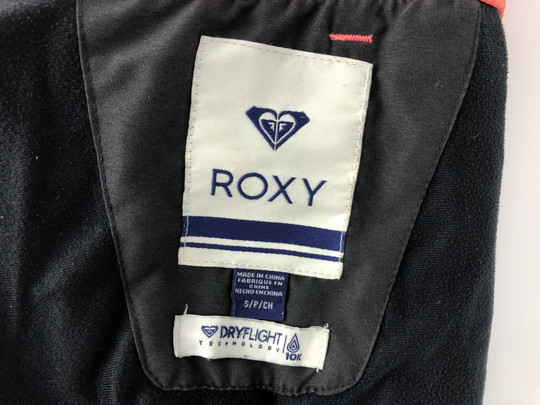 ROXY
MADE IN CHINA
FABRIQUE EN
CHINE
HECHO EN CHINA
S/P/CH
DRYFLIGHT
TECHNOLOGY
10K